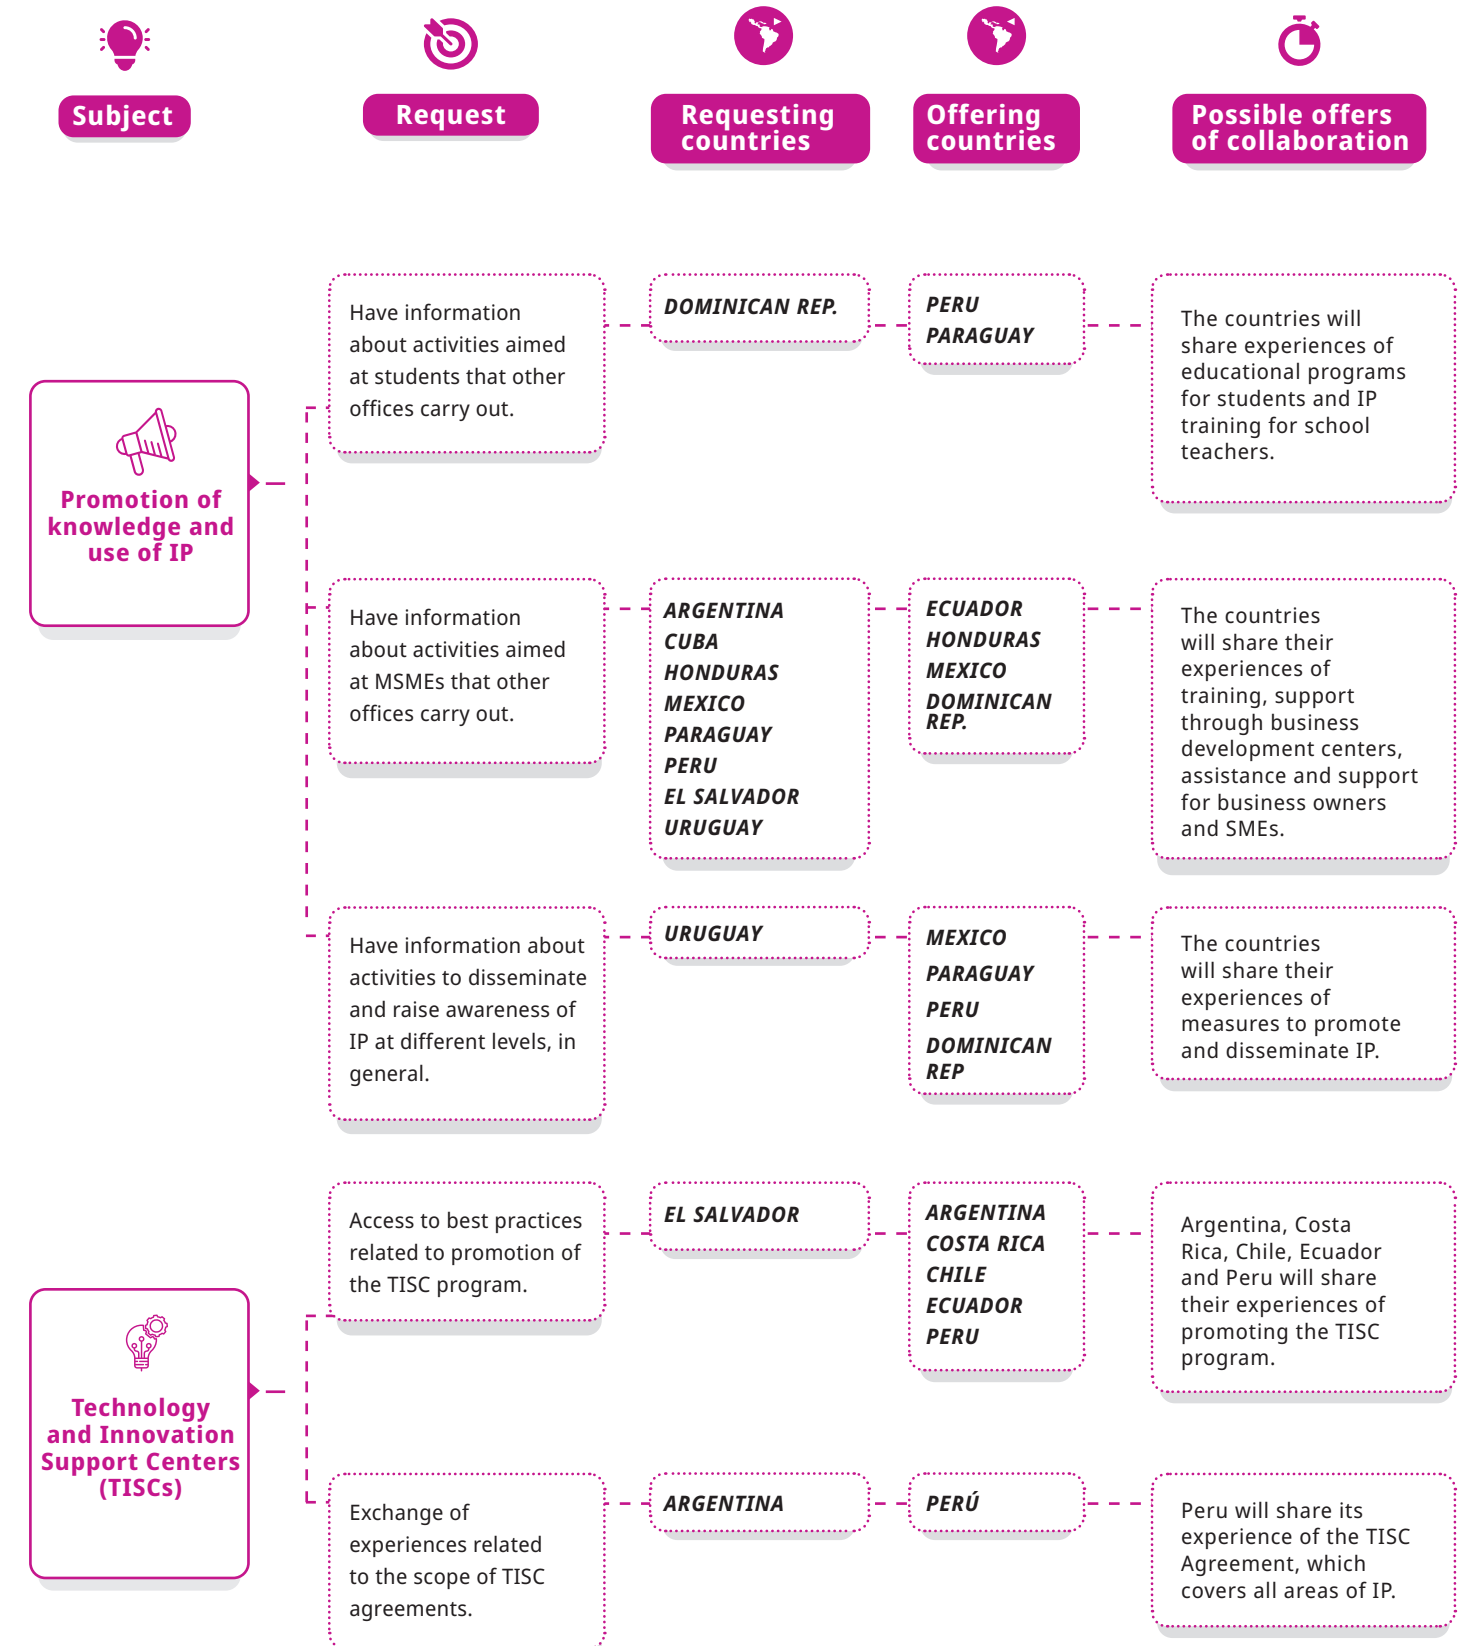 Subject
Request
Requesting
countries
Offering
countries
Possible offers
of collaboration
Promotion of
knowledge and
use of IP
Have information
about activities aimed
at students that other
offices carry out.
DOMINICAN REP.
PERU
PARAGUAY
The countries will
share experiences of
educational programs
for students and IP
training for school
teachers.
Have information
about activities aimed
at MSMEs that other
offices carry out.
ARGENTINA
CUBA
HONDURAS
MEXICO
PARAGUAY
PERU
EL SALVADOR
URUGUAY
ECUADOR
HONDURAS
MEXICO
DOMINICAN
REP.
The countries
will share their
experiences of
training, support
through business
development centers,
assistance and support
for business owners
and SMEs.
Have information about
activities to disseminate
and raise awareness of
IP at different levels, in
general.
URUGUAY
MEXICO
PARAGUAY
PERU
DOMINICAN
REP
The countries
will share their
experiences of
measures to promote
and disseminate IP.
Technology
and Innovation
Support Centers
(TISCs)
Access to best practices
related to promotion of
the TISC program.
EL SALVADOR
ARGENTINA
COSTA RICA
CHILE
ECUADOR
PERU
Argentina, Costa
Rica, Chile, Ecuador
and Peru will share
their experiences of
promoting the TISC
program.
Exchange of
experiences related
to the scope of TISC
agreements.
ARGENTINA
PERÚ
Peru will share its
experience of the TISC
Agreement, which
covers all areas of IP.